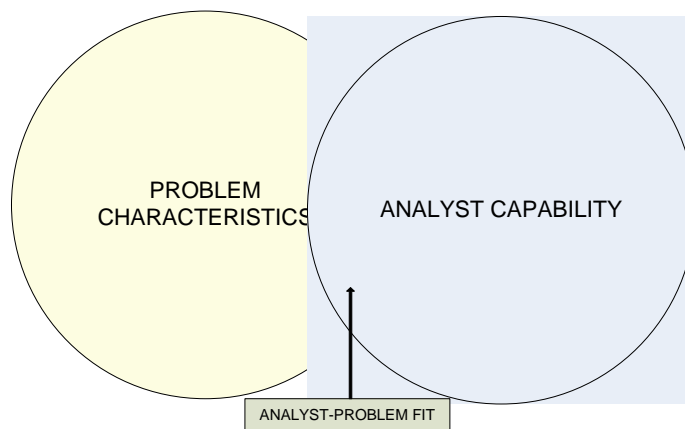 PROBLEM
CHARACTERISTICS
ANALYST CAPABILITY
ANALYST-PROBLEM FIT